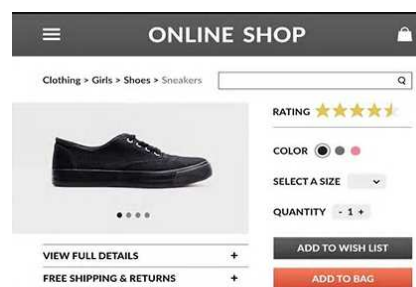 ONLINE SHOP
Clothing > Girls > Shoes > Sneakers
RATING
COLOR
SELECT A SIZE
QUANTITY - 1 +
VIEW FULL DETAILS +
FREE SHIPPING & RETURNS +
ADD TO WISH LIST
ADD TO BAG